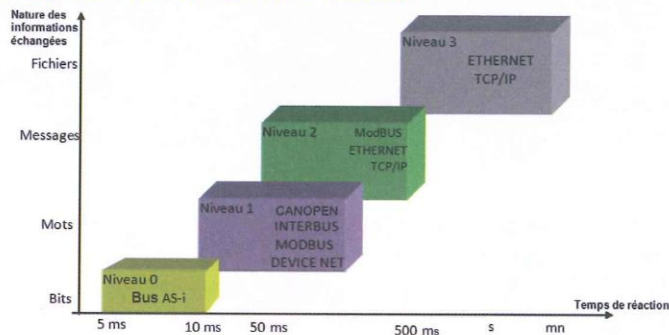 Nature des
informations
échangées
Fichiers
Messages
Mots
Bits
Niveau 3
ETHERNET
TCP/IP
Niveau 2
ModBUS
ETHERNET
TCP/IP
Niveau 1
CANOPEN
INTERBUS
MODBUS
DEVICE NET
Niveau 0
Bus AS-i
Temps de réaction
5 ms
10 ms
50 ms
500 ms
s
mn